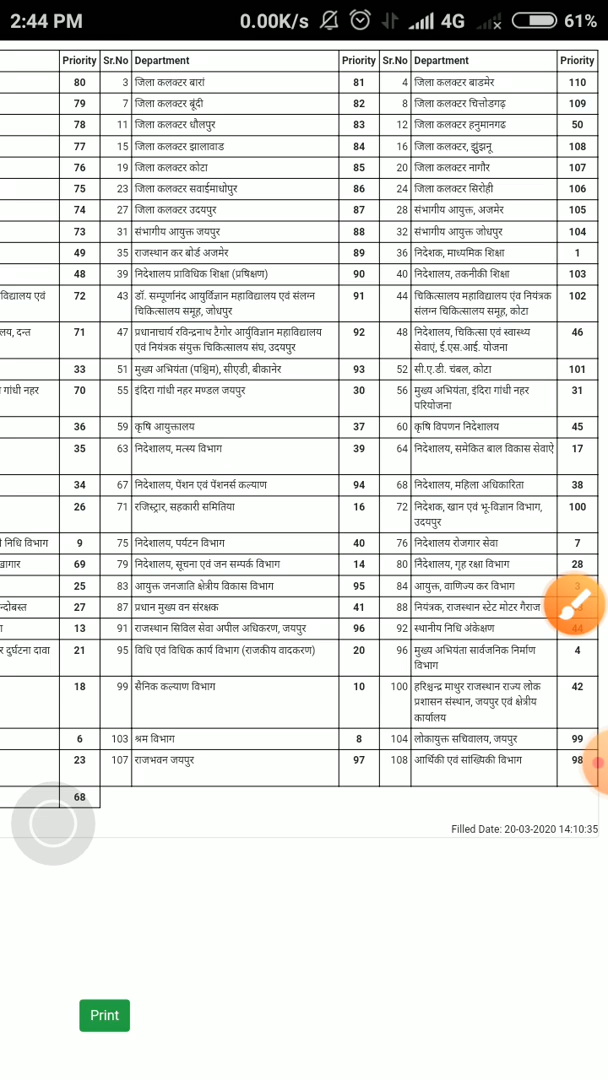 2:44 PM 0.00K/s 4G 61%
Priority Sr.No Department Priority Sr.No Department Priority
80 3 जिला कलक्टर बारां 81 4 जिला कलक्टर बाडमेर 110
79 7 जिला कलक्टर बूंदी 82 8 जिला कलक्टर चित्तोडगढ़ 109
78 11 जिला कलक्टर धौलपुर 83 12 जिला कलक्टर हनुमानगढ 50
77 15 जिला कलक्टर झालावाड 84 16 जिला कलक्टर, झुंझनू 108
76 19 जिला कलक्टर कोटा 85 20 जिला कलक्टर नागौर 107
75 23 जिला कलक्टर सवाईमाधोपुर 86 24 जिला कलक्टर सिरोही 106
74 27 जिला कलक्टर उदयपुर 87 28 संभागीय आयुक्त, अजमेर 105
73 31 संभागीय आयुक्त जयपुर 88 32 संभागीय आयुक्त जोधपुर 104
49 35 राजस्थान कर बोर्ड अजमेर 89 36 निदेशक, माध्यमिक शिक्षा 1
48 39 निदेशालय प्राविधिक शिक्षा (प्रषिक्षण) 90 40 निदेशालय, तकनीकी शिक्षा 103
विद्यालय एवं 72 43 डॉ. सम्पूर्णानंद आयुर्विज्ञान महाविद्यालय एवं संलग्न 91 44 चिकित्सालय महाविद्यालय एंव नियंत्रक 102
चिकित्सालय समूह, जोधपुर संलग्न चिकित्सालय समूह, कोटा
लय, दन्त 71 47 प्रधानाचार्य रविन्द्रनाथ टैगोर आर्युविज्ञान महाविद्यालय 92 48 निदेशालय, चिकित्सा एवं स्वास्थ्य 46
एवं नियंत्रक संयुक्त चिकित्सालय संघ, उदयपुर सेवाएं, ई.एस.आई. योजना
33 51 मुख्य अभियंता (पश्चिम), सीएडी, बीकानेर 93 52 सी.ए.डी. चंबल, कोटा 101
गांधी नहर 70 55 इंदिरा गांधी नहर मण्डल जयपुर 30 56 मुख्य अभियंता, इंदिरा गांधी नहर 31
परियोजना
36 59 कृषि आयुक्तालय 37 60 कृषि विपणन निदेशालय 45
35 63 निदेशालय, मत्स्य विभाग 39 64 निदेशालय, समेकित बाल विकास सेवाऐ 17
34 67 निदेशालय, पेंशन एवं पेंशनर्स कल्याण 94 68 निदेशालय, महिला अधिकारिता 38
26 71 रजिस्ट्रार, सहकारी समितिया 16 72 निदेशक, खान एवं भू-विज्ञान विभाग, 100
उदयपुर
निधि विभाग 9 75 निदेशालय, पर्यटन विभाग 40 76 निदेशालय रोजगार सेवा 7
खागार 69 79 निदेशालय, सूचना एवं जन सम्पर्क विभाग 14 80 निदेशालय, गृह रक्षा विभाग 28
25 83 आयुक्त जनजाति क्षेत्रीय विकास विभाग 95 84 आयुक्त, वाणिज्य कर विभाग 3
न्दोबस्त 27 87 प्रधान मुख्य वन संरक्षक 41 88 नियंत्रक, राजस्थान स्टेट मोटर गैराज
13 91 राजस्थान सिविल सेवा अपील अधिकरण, जयपुर 96 92 स्थानीय निधि अंकेक्षण 44
र दुर्घटना दावा 21 95 विधि एवं विधिक कार्य विभाग (राजकीय वादकरण) 20 96 मुख्य अभियंता सार्वजनिक निर्माण 4
विभाग
18 99 सैनिक कल्याण विभाग 10 100 हरिश्चन्द्र माथुर राजस्थान राज्य लोक 42
प्रशासन संस्थान, जयपुर एवं क्षेत्रीय
कार्यालय
6 103 श्रम विभाग 8 104 लोकायुक्त सचिवालय, जयपुर 99
23 107 राजभवन जयपुर 97 108 आर्थिकी एवं सांख्यिकी विभाग 98
68
Filled Date: 20-03-2020 14:10:35
Print